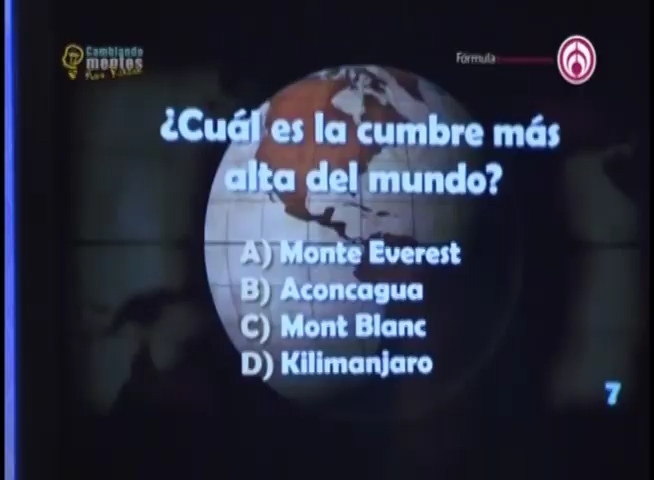 Cambiando
mentes
Fórmula
¿Cuál es la cumbre más
alta del mundo?
A) Monte Everest
B) Aconcagua
C) Mont Blanc
D) Kilimanjaro
7